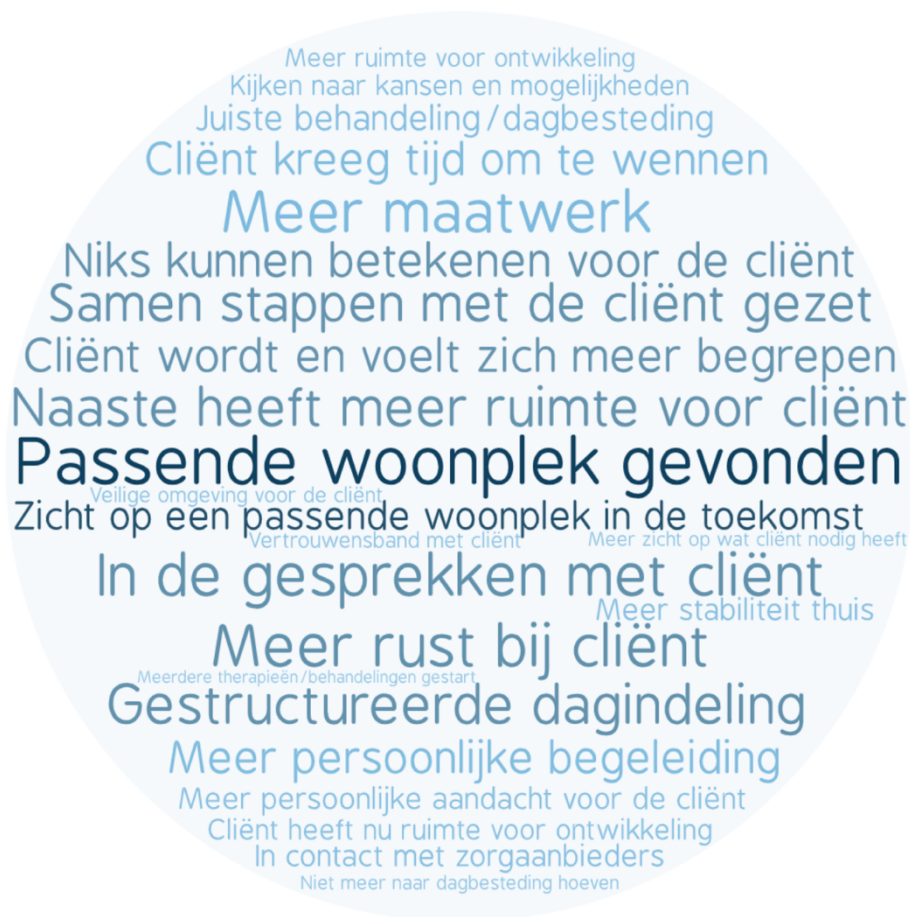 Meer ruimte voor ontwikkeling
Kijken naar kansen en mogelijkheden
Juiste behandeling/dagbesteding
Cliënt kreeg tijd om te wennen
Meer maatwerk
Niks kunnen betekenen voor de cliënt
Samen stappen met de cliënt gezet
Cliënt wordt en voelt zich meer begrepen
Naaste heeft meer ruimte voor cliënt
Passende woonplek gevonden
Veilige omgeving voor de cliënt
Zicht op een passende woonplek in de toekomst
Vertrouwensband met cliënt
Meer zicht op wat cliënt nodig heeft
In de gesprekken met cliënt
Meer stabiliteit thuis
Meer rust bij cliënt
Meerdere therapieën/behandelingen gestart
Gestructureerde dagindeling
Meer persoonlijke begeleiding
Meer persoonlijke aandacht voor de cliënt
Cliënt heeft nu ruimte voor ontwikkeling
In contact met zorgaanbieders
Niet meer naar dagbesteding hoeven